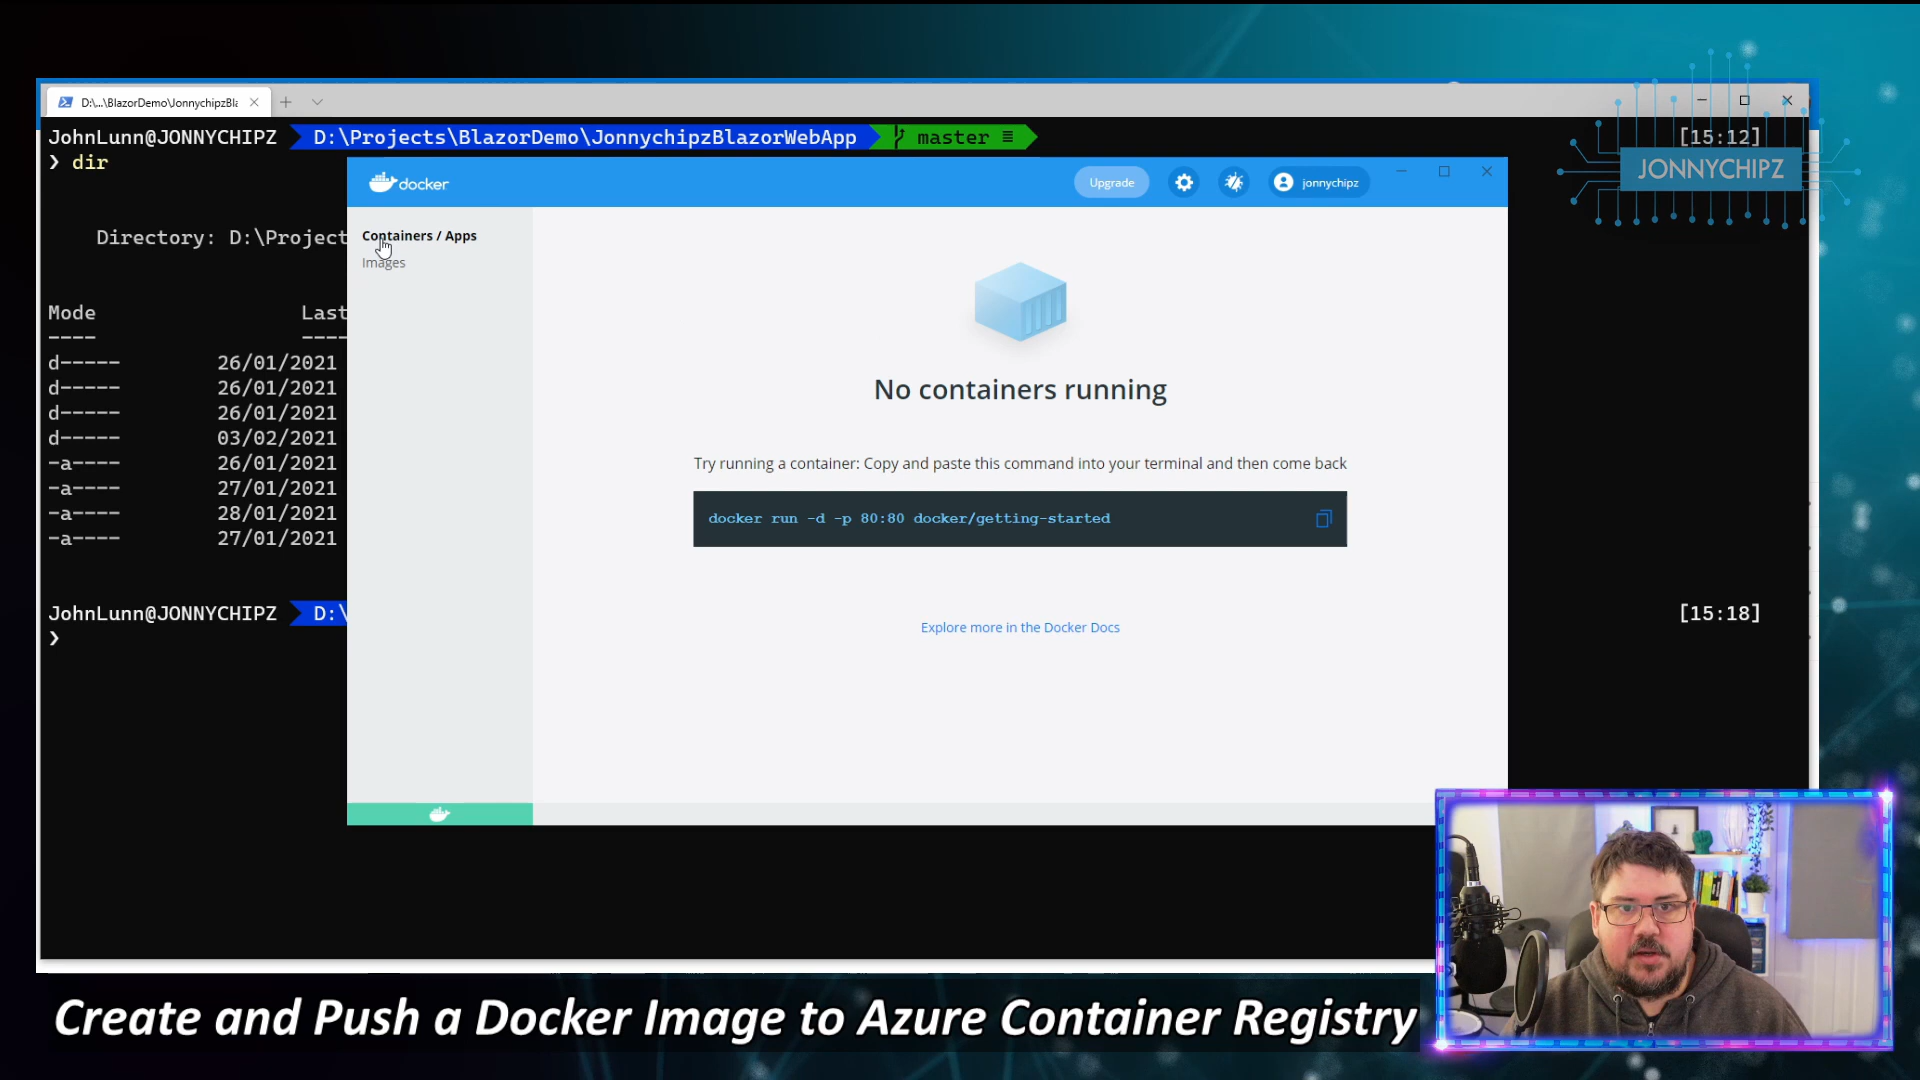 D:\...\BlazorDemo\JonnychipzBla
JohnLunn@JONNYCHIPZ D:\Projects\BlazorDemo\JonnychipzBlazorWebApp master ≡ [15:12]
❯ dir
JONNYCHIPZ
docker
Upgrade
jonnychipz
Containers / Apps
Images
Directory: D:\Project
Mode Last
---- ----
d----- 26/01/2021
d----- 26/01/2021
d----- 26/01/2021
d----- 03/02/2021
-a---- 26/01/2021
-a---- 27/01/2021
-a---- 28/01/2021
-a---- 27/01/2021
No containers running
Try running a container: Copy and paste this command into your terminal and then come back
docker run -d -p 80:80 docker/getting-started
Explore more in the Docker Docs
JohnLunn@JONNYCHIPZ D:\ [15:18]
❯
Create and Push a Docker Image to Azure Container Registry